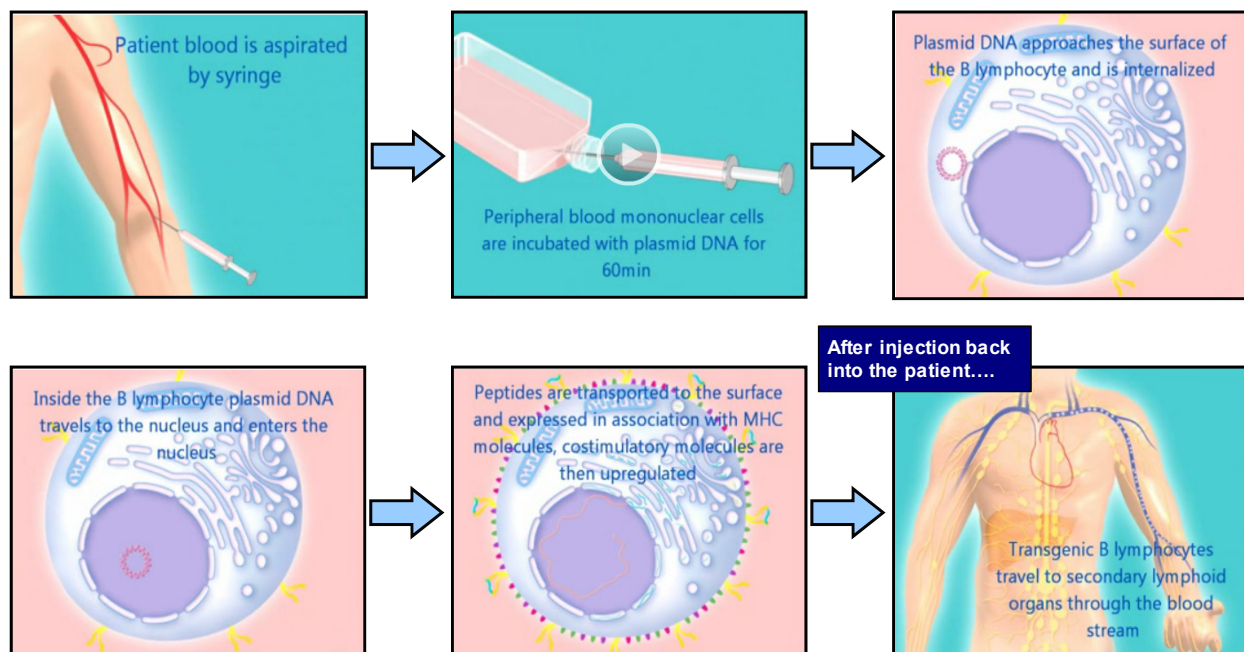 Patient blood is aspirated
by syringe
Peripheral blood mononuclear cells
are incubated with plasmid DNA for
60min
Plasmid DNA approaches the surface of
the B lymphocyte and is internalized
Inside the B lymphocyte plasmid DNA
travels to the nucleus and enters the
nucleus
Peptides are transported to the surface
and expressed in association with MHC
molecules, costimulatory molecules are
then upregulated
After injection back
into the patient....
Transgenic B lymphocytes
travel to secondary lymphoid
organs through the blood
stream